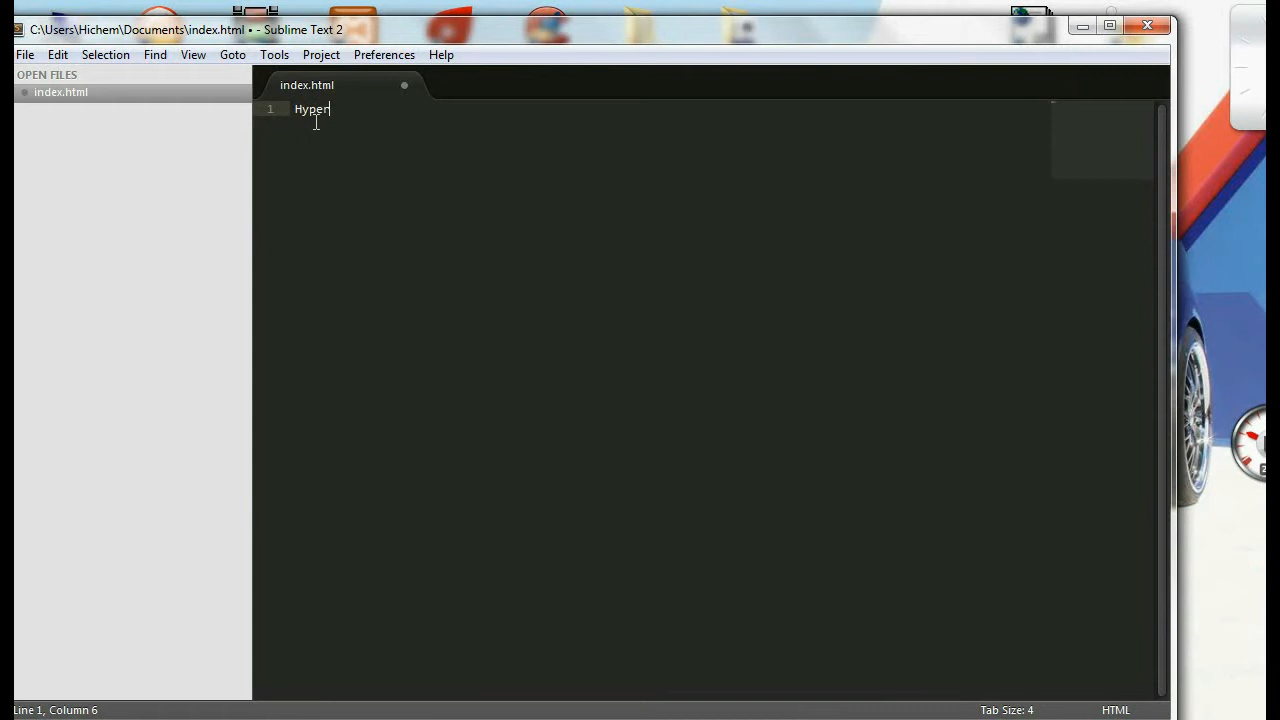 C:\Users\Hichem\Documents\index.html • - Sublime Text 2
File Edit Selection Find View Goto Tools Project Preferences Help
OPEN FILES
index.html
index.html
1 Hyper
Line 1, Column 6
Tab Size: 4
HTML